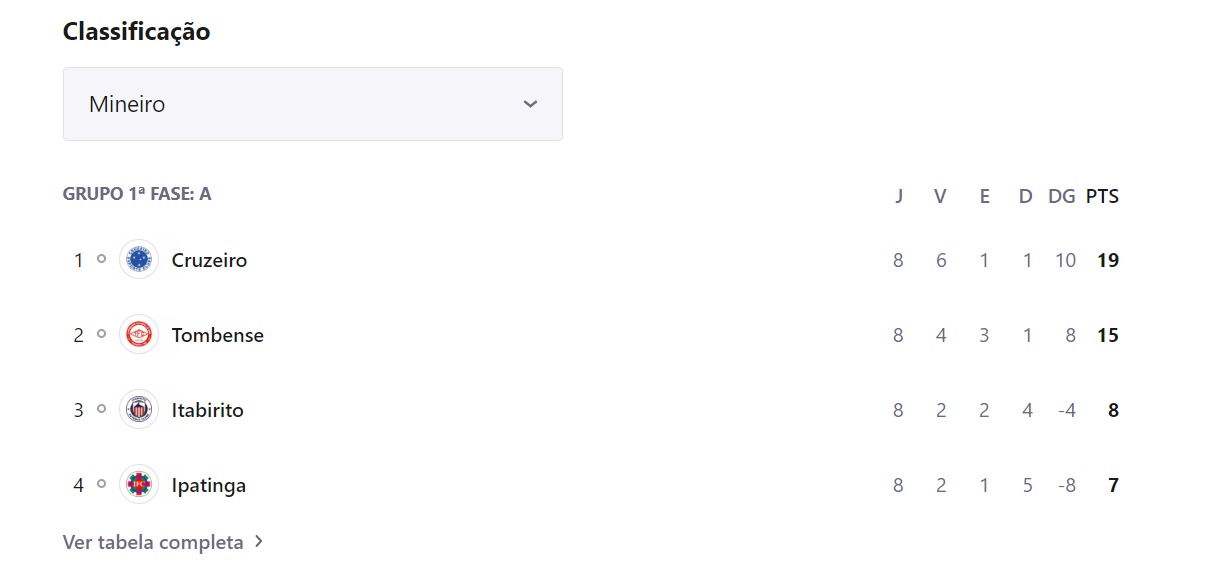 Classificação
Mineiro
GRUPO 1ª FASE: A J V E D DG PTS
1 Cruzeiro 8 6 1 1 10 19
2 Tombense 8 4 3 1 8 15
3 Itabirito 8 2 2 4 -4 8
4 Ipatinga 8 2 1 5 -8 7
Ver tabela completa